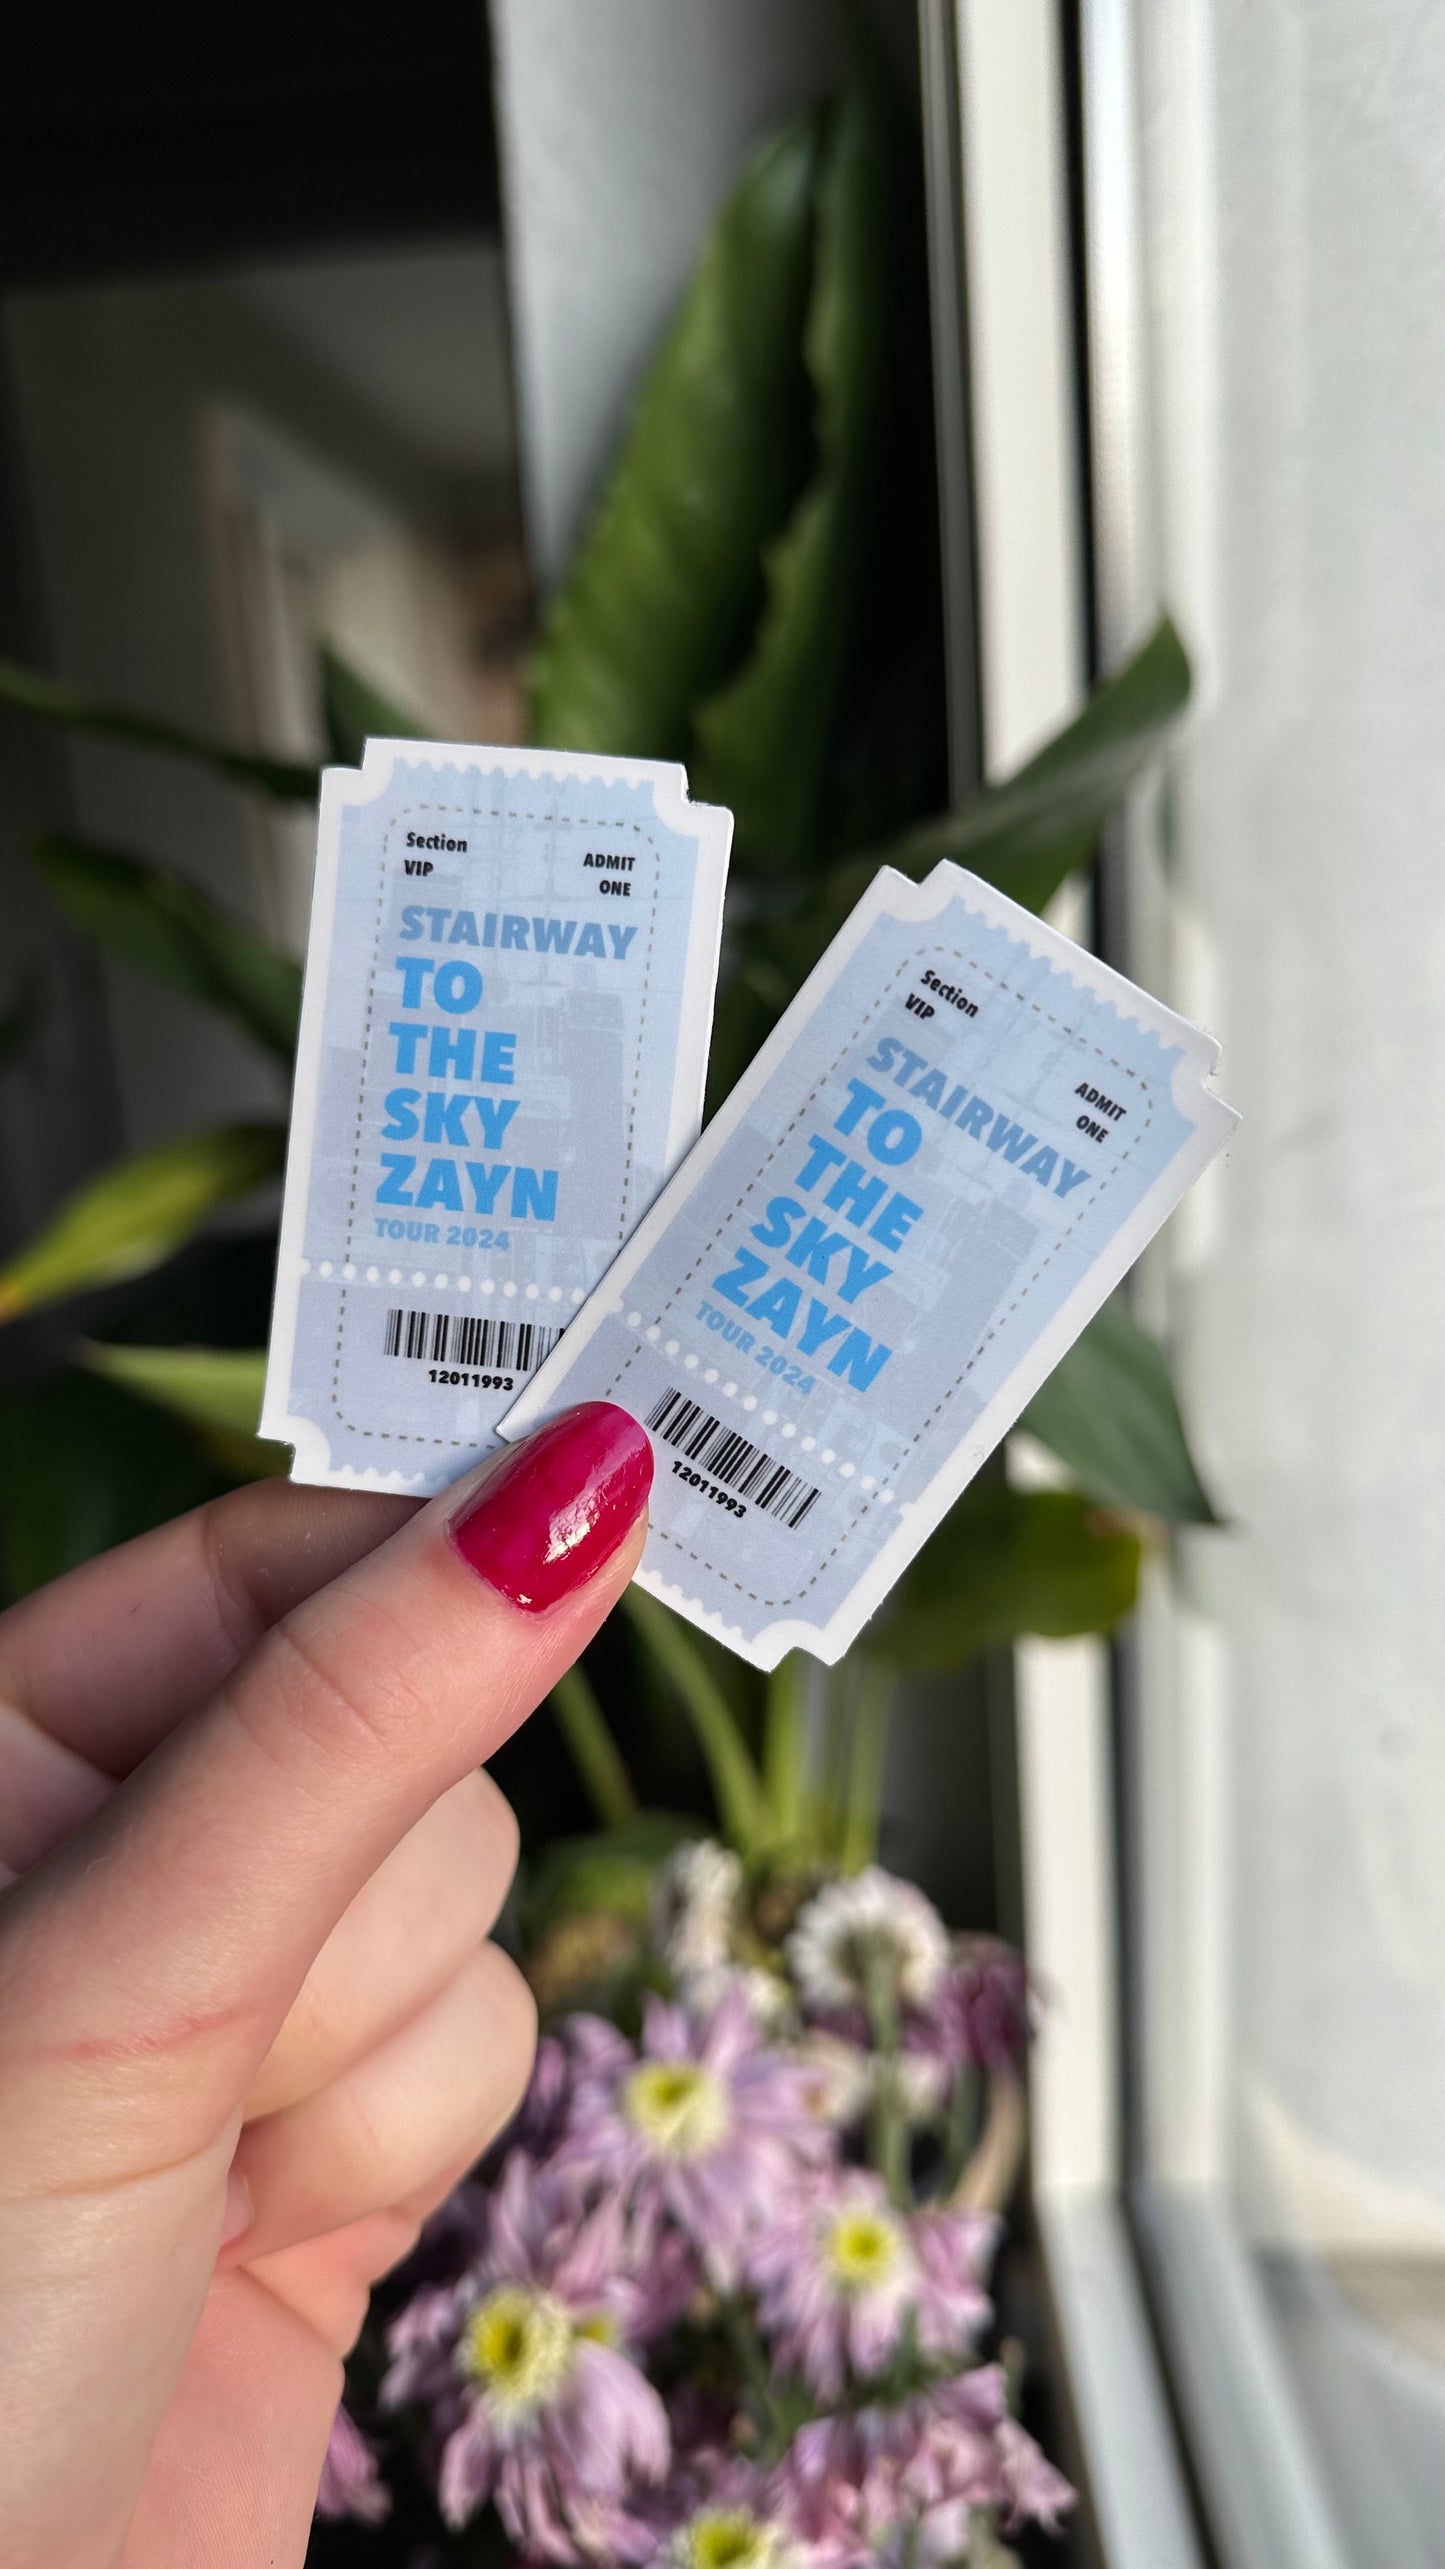 Section
VIP
ADMIT
ONE
STAIRWAY
TO
THE
SKY
ZAYN
TOUR 2024
12011993
Section
VIP
ADMIT
ONE
STAIRWAY
TO
THE
SKY
ZAYN
TOUR 2024
12011993